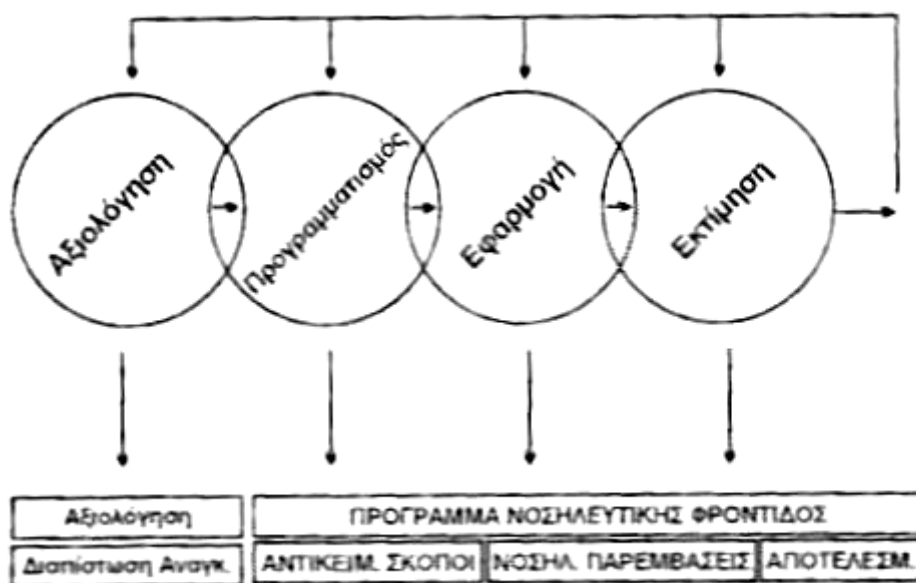 Αξιολόγηση
Προγραμματισμός
Εφαρμογή
Εκτίμηση
Αξιολόγηση
ΠΡΟΓΡΑΜΜΑ ΝΟΣΗΛΕΥΤΙΚΗΣ ΦΡΟΝΤΙΔΟΣ
Διαπίστωση Αναγκ. ΑΝΤΙΚΕΙΜ. ΣΚΟΠΟΙ ΝΟΣΗΛ. ΠΑΡΕΜΒΑΣΕΙΣ ΑΠΟΤΕΛΕΣΜ.